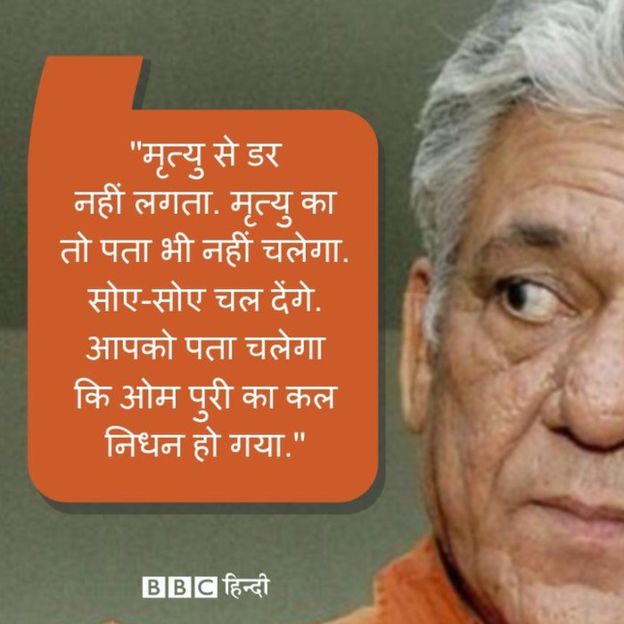 "मृत्यु से डर
नहीं लगता. मृत्यु का
तो पता भी नहीं चलेगा.
सोए-सोए चल देंगे.
आपको पता चलेगा
कि ओम पुरी का कल
निधन हो गया."
BBC हिन्दी